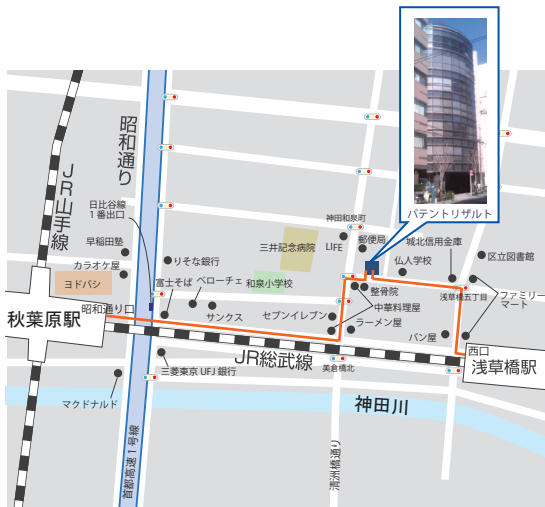 パテントリザルト
昭和通り
JR山手線
日比谷線
1番出口
早稲田塾
カラオケ屋
ヨドバシ
昭和通り口
秋葉原駅
りそな銀行
富士そば
ベローチェ
サンクス
和泉小学校
三井記念病院
神田和泉町
LIFE
郵便局
城北信用金庫
仏人学校
区立図書館
浅草橋五丁目
ファミリー
マート
整骨院
中華料理屋
セブンイレブン
ラーメン屋
パン屋
西口
浅草橋駅
JR総武線
美倉橋北
三菱東京UFJ銀行
マクドナルド
神田川
首都高速1号線
清洲橋通り